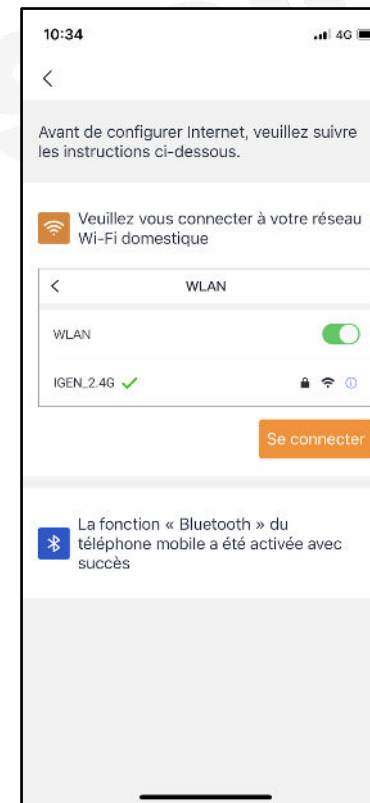 10:34
4G
Avant de configurer Internet, veuillez suivre
les instructions ci-dessous.
Veuillez vous connecter à votre réseau
Wi-Fi domestique
WLAN
WLAN
IGEN_2.4G
Se connecter
La fonction « Bluetooth » du
téléphone mobile a été activée avec
succès